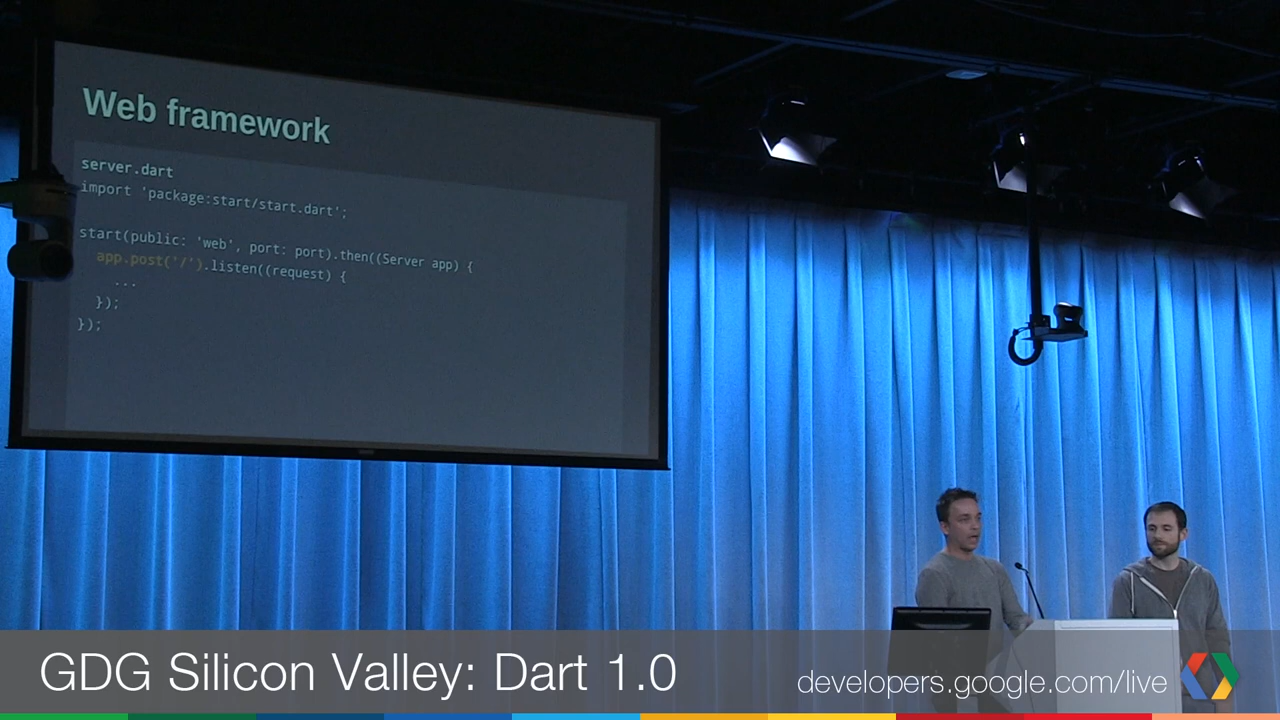 Web framework
server.dart
import 'package:start/start.dart';
start(public: 'web', port: port).then((Server app) {
app.post('/').listen((request) {
...
});
});
GDG Silicon Valley: Dart 1.0
developers.google.com/live